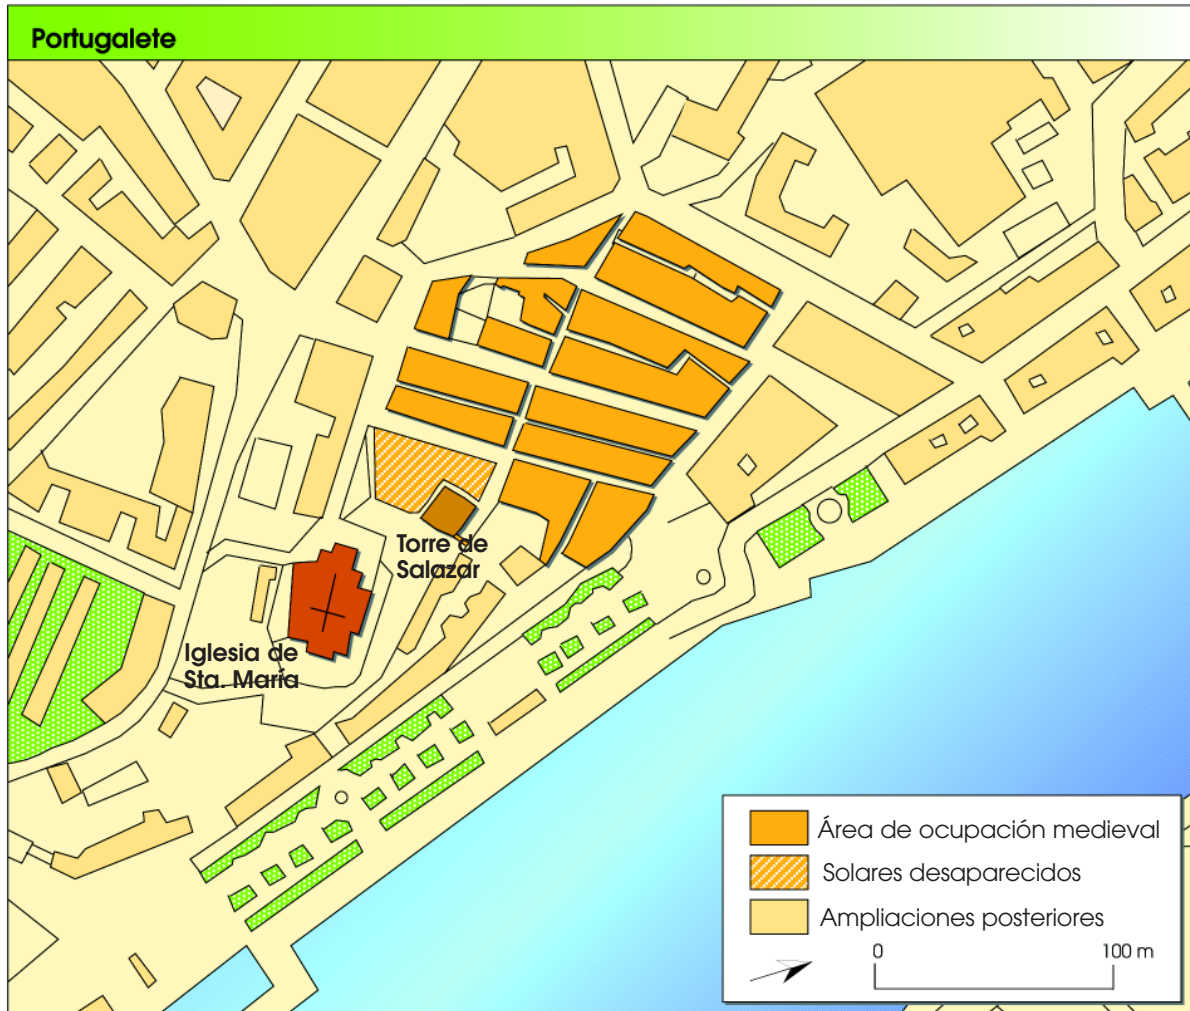 Portugalete
Torre de
Salazar
Iglesia de
Sta. María
Área de ocupación medieval
Solares desaparecidos
Ampliaciones posteriores
0 100 m